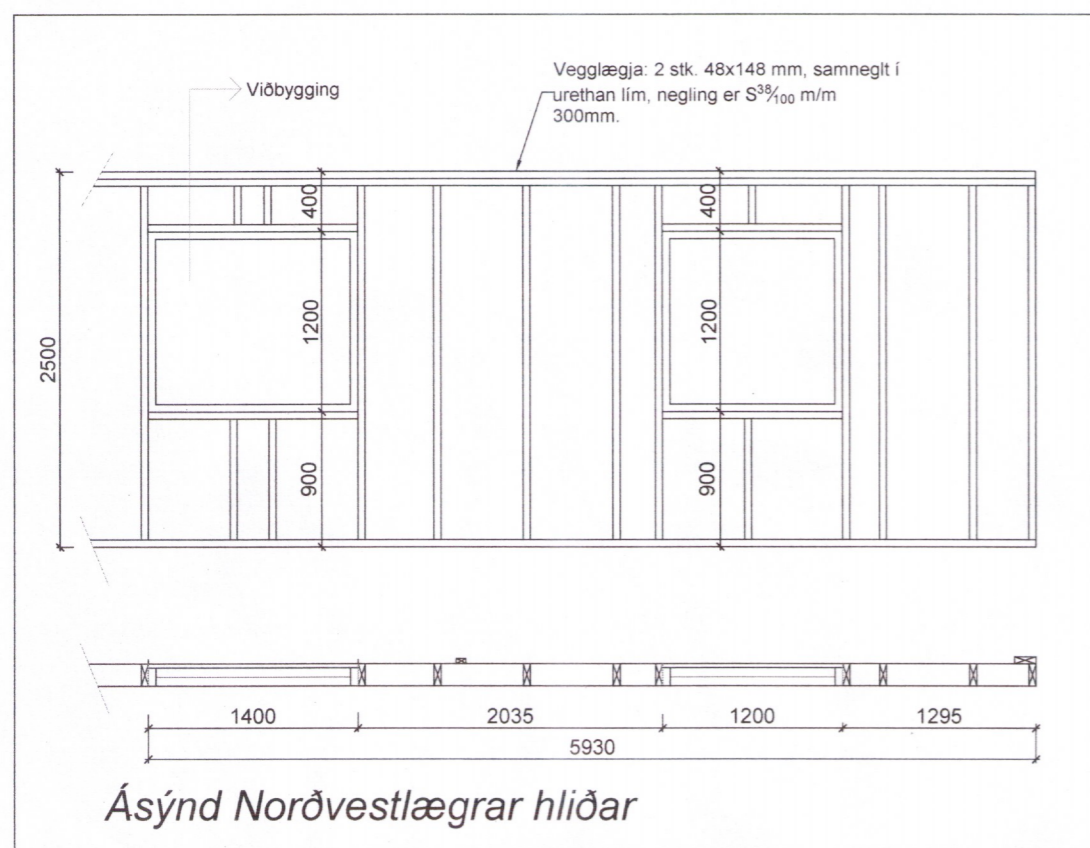 Viðbygging
Vegglægja: 2 stk. 48x148 mm, samneglt í
urethan lím, negling er S³⁸⁄₁₀₀ m/m
300mm.
400
400
1200
1200
2500
900
900
1400
2035
1200
1295
5930
Ásýnd Norðvestlægrar hliðar